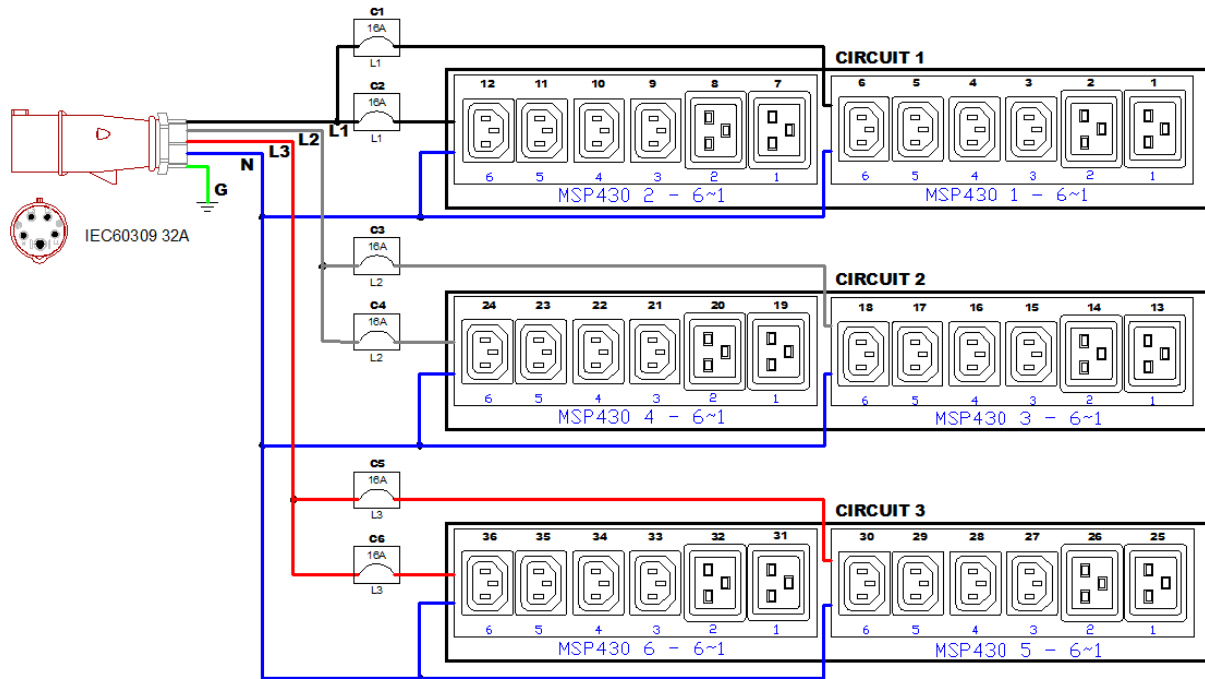 C1
16A
L1
CIRCUIT 1
C2
16A
L1
12 11 10 9 8 7 6 5 4 3 2 1
L1
L2
L3
N
G
6 5 4 3 2 1 6 5 4 3 2 1
MSP430 2 - 6~1 MSP430 1 - 6~1
IEC60309 32A
C3
16A
L2
CIRCUIT 2
C4
16A
L2
24 23 22 21 20 19 18 17 16 15 14 13
6 5 4 3 2 1 6 5 4 3 2 1
MSP430 4 - 6~1 MSP430 3 - 6~1
C5
16A
L3
CIRCUIT 3
C6
16A
L3
36 35 34 33 32 31 30 29 28 27 26 25
6 5 4 3 2 1 6 5 4 3 2 1
MSP430 6 - 6~1 MSP430 5 - 6~1